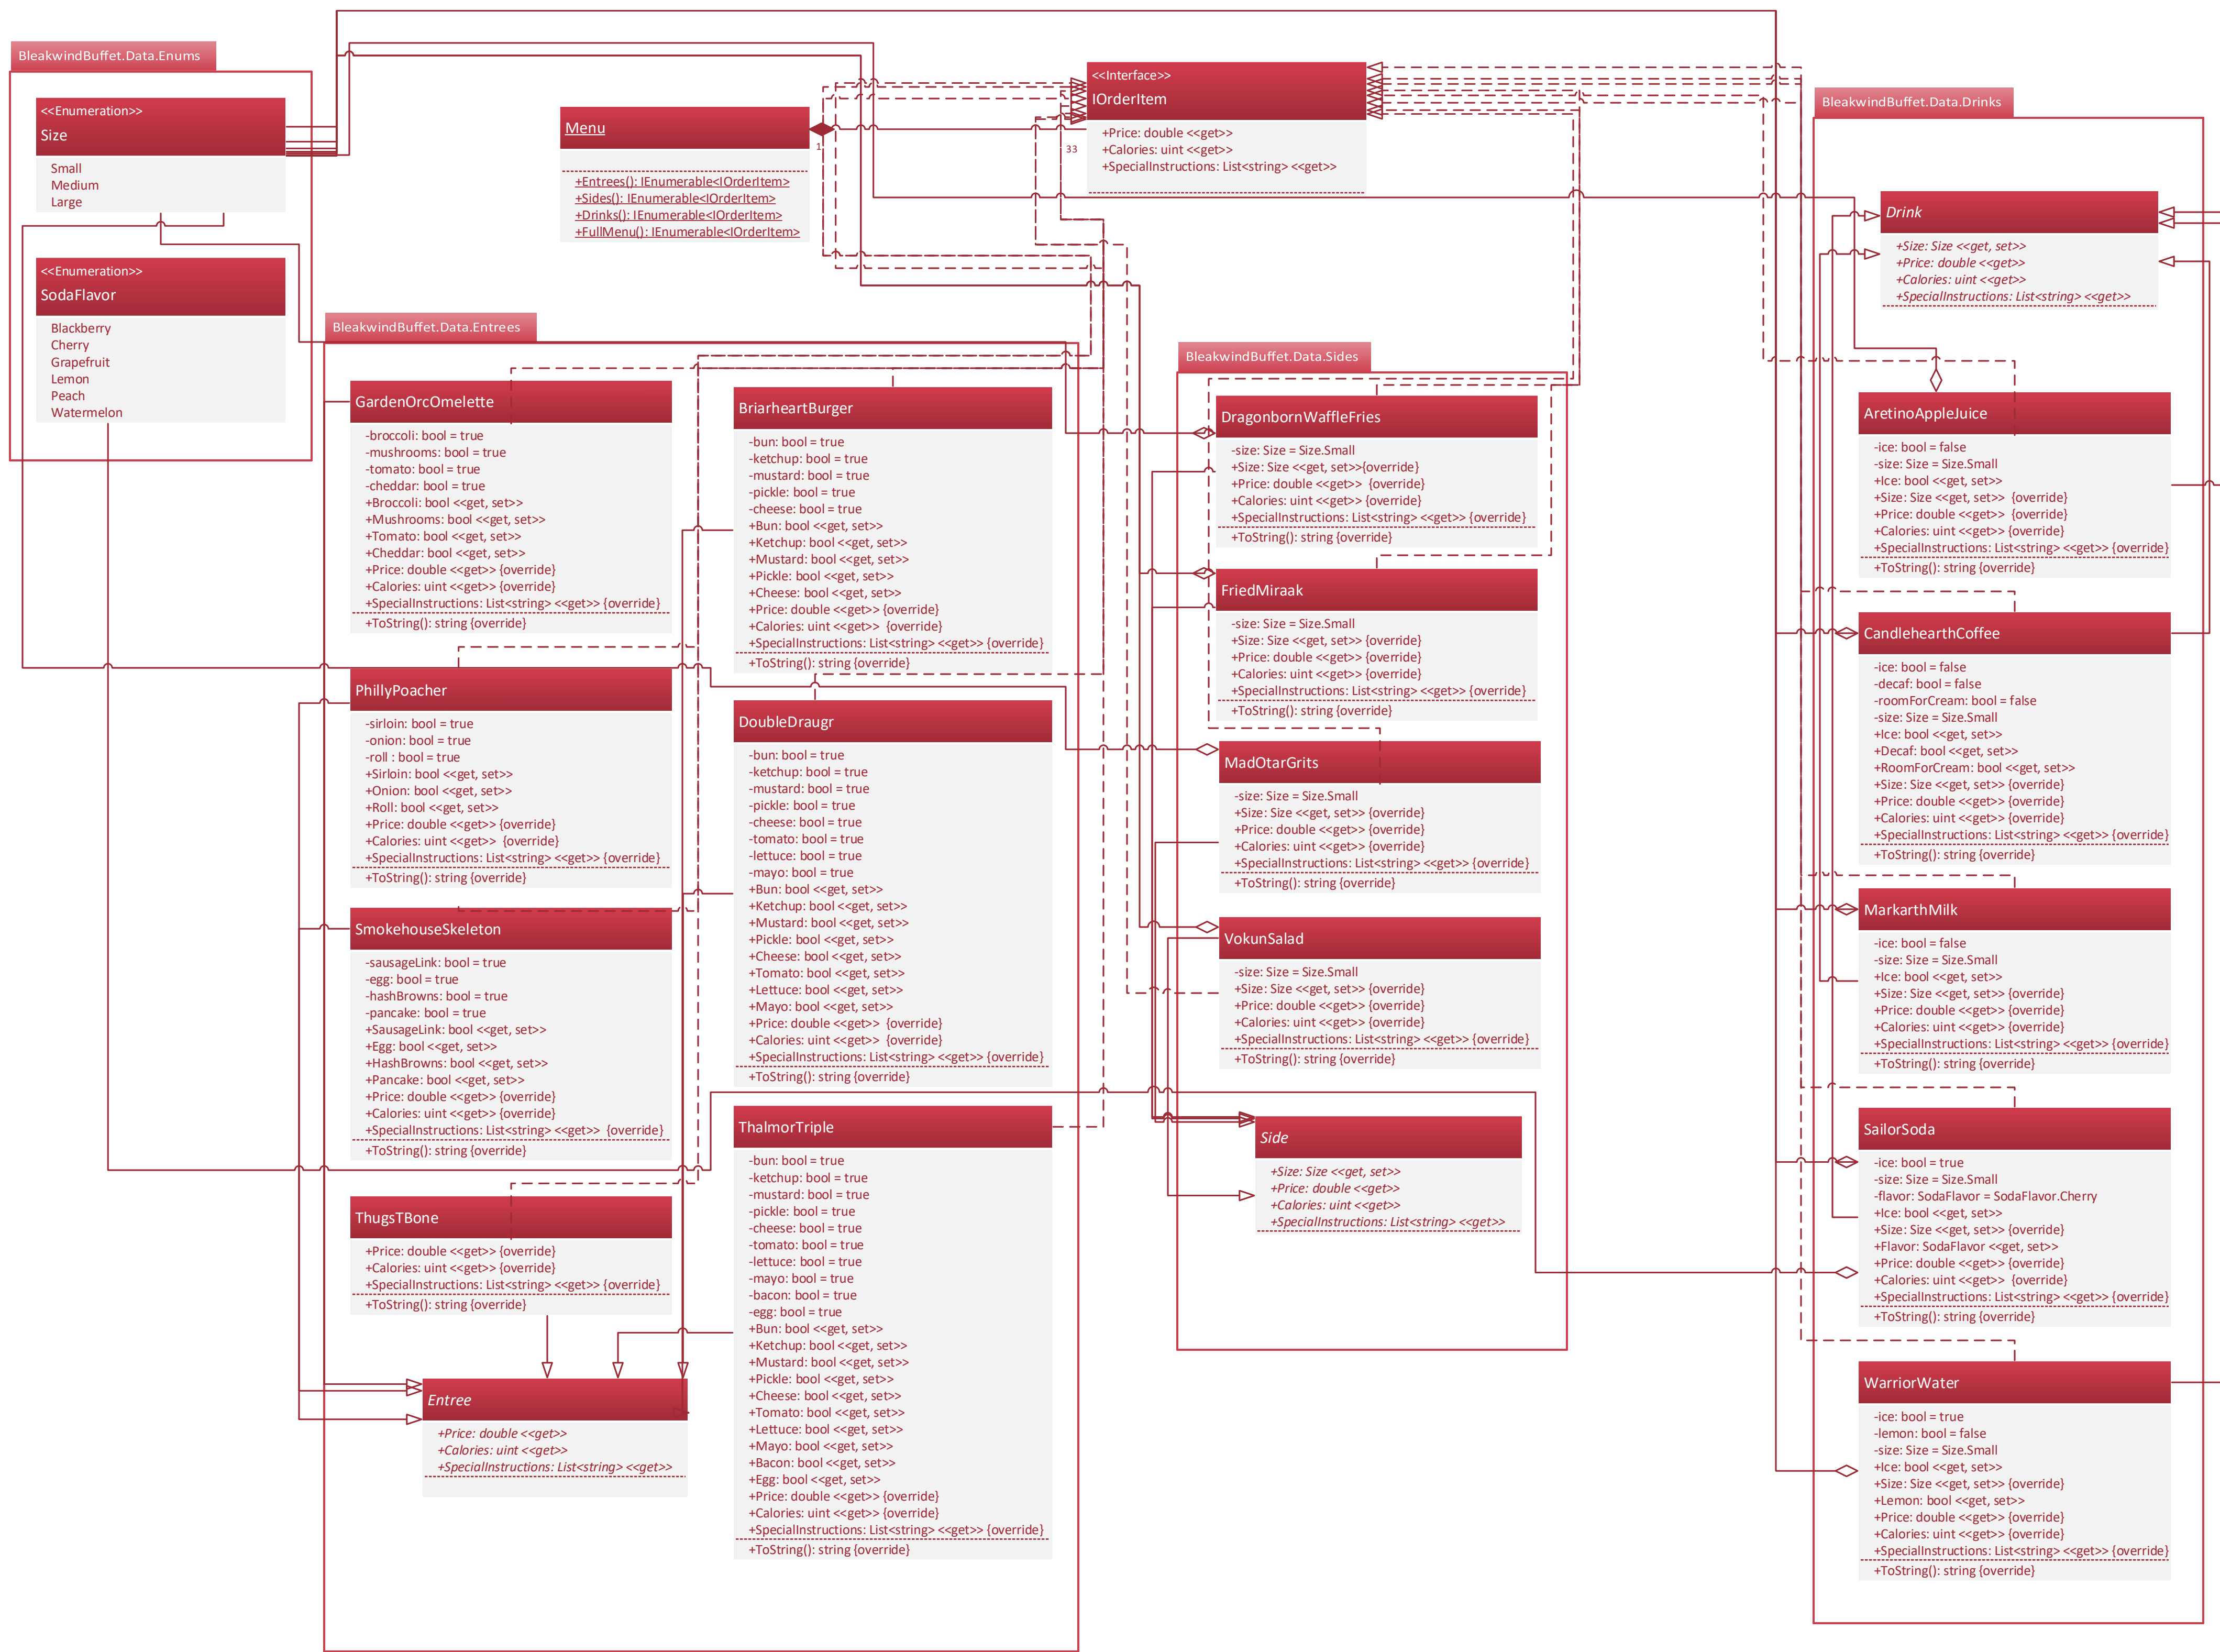 BleakwindBuffet.Data.Enums
<<Enumeration>>
Size
Small
Medium
Large
<<Enumeration>>
SodaFlavor
Blackberry
Cherry
Grapefruit
Lemon
Peach
Watermelon
Menu
+Entrees(): IEnumerable<IOrderItem>
+Sides(): IEnumerable<IOrderItem>
+Drinks(): IEnumerable<IOrderItem>
+FullMenu(): IEnumerable<IOrderItem>
1
33
<<Interface>>
IOrderItem
+Price: double <<get>>
+Calories: uint <<get>>
+SpecialInstructions: List<string> <<get>>
BleakwindBuffet.Data.Entrees
GardenOrcOmelette
-broccoli: bool = true
-mushrooms: bool = true
-tomato: bool = true
-cheddar: bool = true
+Broccoli: bool <<get, set>>
+Mushrooms: bool <<get, set>>
+Tomato: bool <<get, set>>
+Cheddar: bool <<get, set>>
+Price: double <<get>> {override}
+Calories: uint <<get>> {override}
+SpecialInstructions: List<string> <<get>> {override}
+ToString(): string {override}
PhillyPoacher
-sirloin: bool = true
-onion: bool = true
-roll : bool = true
+Sirloin: bool <<get, set>>
+Onion: bool <<get, set>>
+Roll: bool <<get, set>>
+Price: double <<get>> {override}
+Calories: uint <<get>>  {override}
+SpecialInstructions: List<string> <<get>> {override}
+ToString(): string {override}
SmokehouseSkeleton
-sausageLink: bool = true
-egg: bool = true
-hashBrowns: bool = true
-pancake: bool = true
+SausageLink: bool <<get, set>>
+Egg: bool <<get, set>>
+HashBrowns: bool <<get, set>>
+Pancake: bool <<get, set>>
+Price: double <<get>> {override}
+Calories: uint <<get>> {override}
+SpecialInstructions: List<string> <<get>>  {override}
+ToString(): string {override}
ThugsTBone
+Price: double <<get>> {override}
+Calories: uint <<get>> {override}
+SpecialInstructions: List<string> <<get>> {override}
+ToString(): string {override}
Entree
+Price: double <<get>>
+Calories: uint <<get>>
+SpecialInstructions: List<string> <<get>>
BriarheartBurger
-bun: bool = true
-ketchup: bool = true
-mustard: bool = true
-pickle: bool = true
-cheese: bool = true
+Bun: bool <<get, set>>
+Ketchup: bool <<get, set>>
+Mustard: bool <<get, set>>
+Pickle: bool <<get, set>>
+Cheese: bool <<get, set>>
+Price: double <<get>> {override}
+Calories: uint <<get>>  {override}
+SpecialInstructions: List<string> <<get>> {override}
+ToString(): string {override}
DoubleDraugr
-bun: bool = true
-ketchup: bool = true
-mustard: bool = true
-pickle: bool = true
-cheese: bool = true
-tomato: bool = true
-lettuce: bool = true
-mayo: bool = true
+Bun: bool <<get, set>>
+Ketchup: bool <<get, set>>
+Mustard: bool <<get, set>>
+Pickle: bool <<get, set>>
+Cheese: bool <<get, set>>
+Tomato: bool <<get, set>>
+Lettuce: bool <<get, set>>
+Mayo: bool <<get, set>>
+Price: double <<get>>  {override}
+Calories: uint <<get>>  {override}
+SpecialInstructions: List<string> <<get>> {override}
+ToString(): string {override}
ThalmorTriple
-bun: bool = true
-ketchup: bool = true
-mustard: bool = true
-pickle: bool = true
-cheese: bool = true
-tomato: bool = true
-lettuce: bool = true
-mayo: bool = true
-bacon: bool = true
-egg: bool = true
+Bun: bool <<get, set>>
+Ketchup: bool <<get, set>>
+Mustard: bool <<get, set>>
+Pickle: bool <<get, set>>
+Cheese: bool <<get, set>>
+Tomato: bool <<get, set>>
+Lettuce: bool <<get, set>>
+Mayo: bool <<get, set>>
+Bacon: bool <<get, set>>
+Egg: bool <<get, set>>
+Price: double <<get>> {override}
+Calories: uint <<get>> {override}
+SpecialInstructions: List<string> <<get>> {override}
+ToString(): string {override}
BleakwindBuffet.Data.Sides
DragonbornWaffleFries
-size: Size = Size.Small
+Size: Size <<get, set>>{override}
+Price: double <<get>>  {override}
+Calories: uint <<get>> {override}
+SpecialInstructions: List<string> <<get>> {override}
+ToString(): string {override}
FriedMiraak
-size: Size = Size.Small
+Size: Size <<get, set>> {override}
+Price: double <<get>> {override}
+Calories: uint <<get>> {override}
+SpecialInstructions: List<string> <<get>> {override}
+ToString(): string {override}
MadOtarGrits
-size: Size = Size.Small
+Size: Size <<get, set>> {override}
+Price: double <<get>> {override}
+Calories: uint <<get>> {override}
+SpecialInstructions: List<string> <<get>> {override}
+ToString(): string {override}
VokunSalad
-size: Size = Size.Small
+Size: Size <<get, set>> {override}
+Price: double <<get>> {override}
+Calories: uint <<get>> {override}
+SpecialInstructions: List<string> <<get>> {override}
+ToString(): string {override}
Side
+Size: Size <<get, set>>
+Price: double <<get>>
+Calories: uint <<get>>
+SpecialInstructions: List<string> <<get>>
BleakwindBuffet.Data.Drinks
Drink
+Size: Size <<get, set>>
+Price: double <<get>>
+Calories: uint <<get>>
+SpecialInstructions: List<string> <<get>>
AretinoAppleJuice
-ice: bool = false
-size: Size = Size.Small
+Ice: bool <<get, set>>
+Size: Size <<get, set>>  {override}
+Price: double <<get>>  {override}
+Calories: uint <<get>> {override}
+SpecialInstructions: List<string> <<get>> {override}
+ToString(): string {override}
CandlehearthCoffee
-ice: bool = false
-decaf: bool = false
-roomForCream: bool = false
-size: Size = Size.Small
+Ice: bool <<get, set>>
+Decaf: bool <<get, set>>
+RoomForCream: bool <<get, set>>
+Size: Size <<get, set>> {override}
+Price: double <<get>> {override}
+Calories: uint <<get>> {override}
+SpecialInstructions: List<string> <<get>> {override}
+ToString(): string {override}
MarkarthMilk
-ice: bool = false
-size: Size = Size.Small
+Ice: bool <<get, set>>
+Size: Size <<get, set>> {override}
+Price: double <<get>> {override}
+Calories: uint <<get>> {override}
+SpecialInstructions: List<string> <<get>> {override}
+ToString(): string {override}
SailorSoda
-ice: bool = true
-size: Size = Size.Small
-flavor: SodaFlavor = SodaFlavor.Cherry
+Ice: bool <<get, set>>
+Size: Size <<get, set>> {override}
+Flavor: SodaFlavor <<get, set>>
+Price: double <<get>> {override}
+Calories: uint <<get>>  {override}
+SpecialInstructions: List<string> <<get>> {override}
+ToString(): string {override}
WarriorWater
-ice: bool = true
-lemon: bool = false
-size: Size = Size.Small
+Ice: bool <<get, set>>
+Size: Size <<get, set>> {override}
+Lemon: bool <<get, set>>
+Price: double <<get>> {override}
+Calories: uint <<get>> {override}
+SpecialInstructions: List<string> <<get>> {override}
+ToString(): string {override}